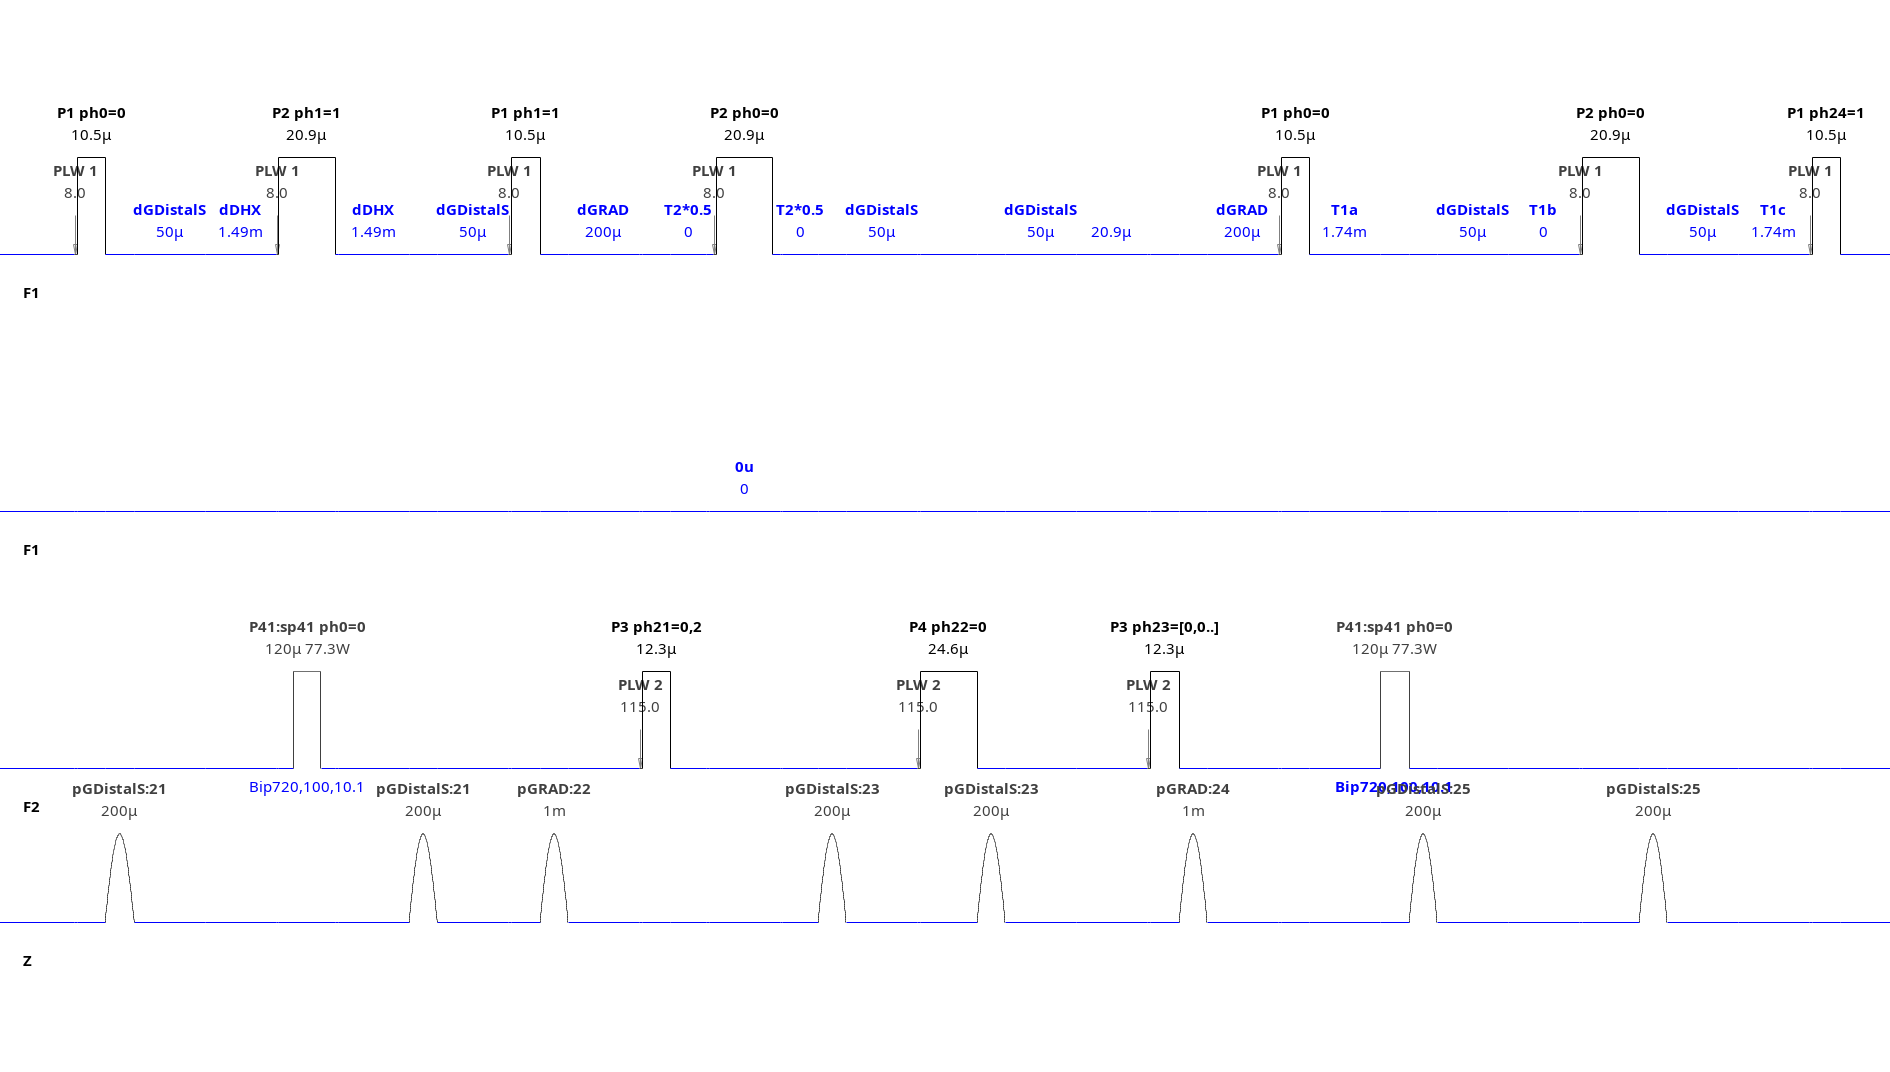 P1 ph0=0 P2 ph1=1 P1 ph1=1 P2 ph0=0 P1 ph0=0 P2 ph0=0 P1 ph24=1
10.5µ 20.9µ 10.5µ 20.9µ 10.5µ 20.9µ 10.5µ
PLW 1 PLW 1 PLW 1 PLW 1 PLW 1 PLW 1 PLW 1
8.0 8.0 8.0 8.0 8.0 8.0 8.0
dGDistalS dDHX dDHX dGDistalS dGRAD T2*0.5 T2*0.5 dGDistalS dGDistalS dGRAD T1a dGDistalS T1b dGDistalS T1c
50µ 1.49m 1.49m 50µ 200µ 0 0 50µ 50µ 20.9µ 200µ 1.74m 50µ 0 50µ 1.74m
F1
0u
0
F1
P41:sp41 ph0=0 P3 ph21=0,2 P4 ph22=0 P3 ph23=[0,0..] P41:sp41 ph0=0
120µ 77.3W 12.3µ 24.6µ 12.3µ 120µ 77.3W
PLW 2 PLW 2 PLW 2
115.0 115.0 115.0
Bip720,100,10.1 Bip720,100,10.1
pGDistalS:21 pGDistalS:21 pGRAD:22 pGDistalS:23 pGDistalS:23 pGRAD:24 pGDistalS:25 pGDistalS:25
F2
200µ 200µ 1m 200µ 200µ 1m 200µ 200µ
Z